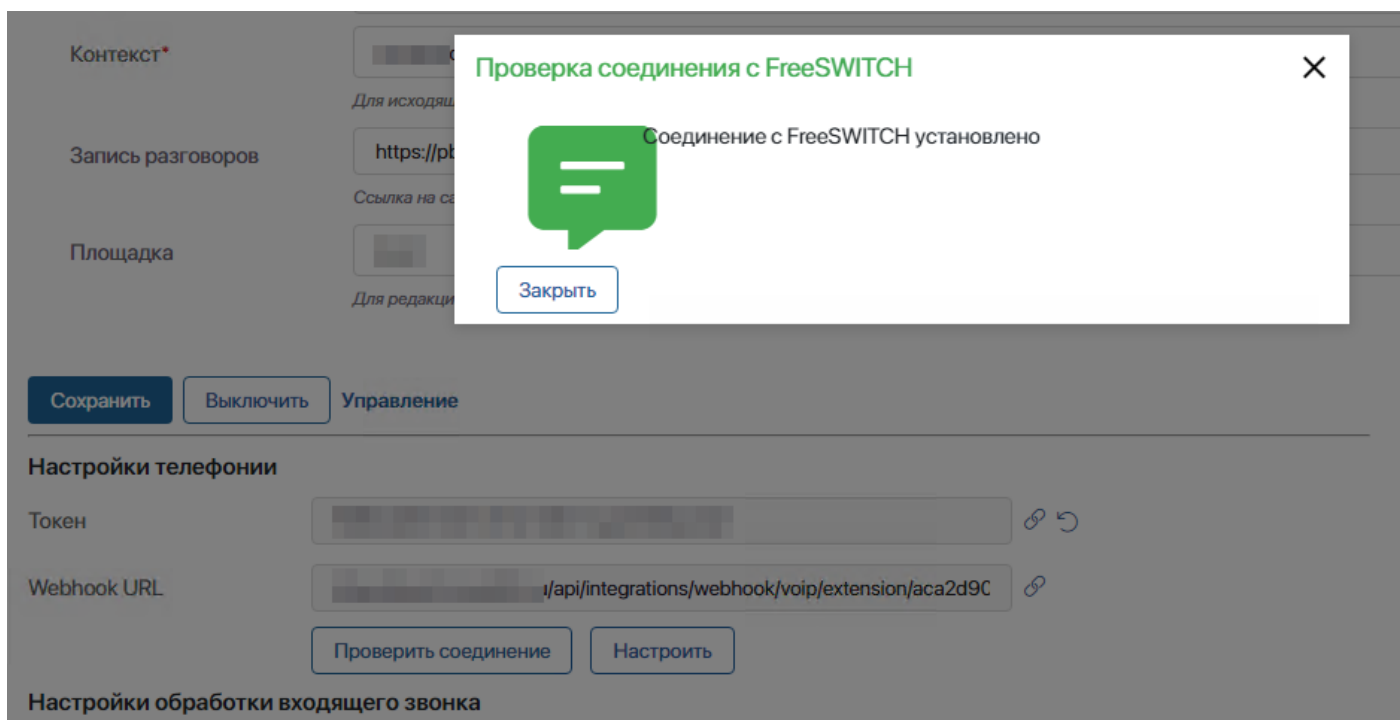 Контекст*
Проверка соединения с FreeSWITCH
Для исходящ
Соединение с FreeSWITCH установлено
Запись разговоров
https://pb
Ссылка на са
Площадка
Закрыть
Для редакци
Сохранить Выключить Управление
Настройки телефонии
Токен
Webhook URL
/api/integrations/webhook/voip/extension/aca2d90
Проверить соединение Настроить
Настройки обработки входящего звонка